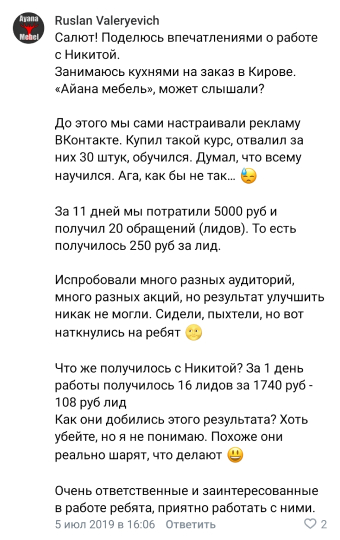 Ayana
Mebel
Ruslan Valeryevich
Салют! Поделюсь впечатлениями о работе
с Никитой.
Занимаюсь кухнями на заказ в Кирове.
«Айана мебель», может слышали?
До этого мы сами настраивали рекламу
ВКонтакте. Купил такой курс, отвалил за
них 30 штук, обучился. Думал, что всему
научился. Ага, как бы не так… 😓
За 11 дней мы потратили 5000 руб и
получил 20 обращений (лидов). То есть
получилось 250 руб за лид.
Испробовали много разных аудиторий,
много разных акций, но результат улучшить
никак не могли. Сидели, пыхтели, но вот
наткнулись на ребят 🌝
Что же получилось с Никитой? За 1 день
работы получилось 16 лидов за 1740 руб -
108 руб лид
Как они добились этого результата? Хоть
убейте, но я не понимаю. Похоже они
реально шарят, что делают 😃
Очень ответственные и заинтересованные
в работе ребята, приятно работать с ними.
5 июл 2019 в 16:06 Ответить 2